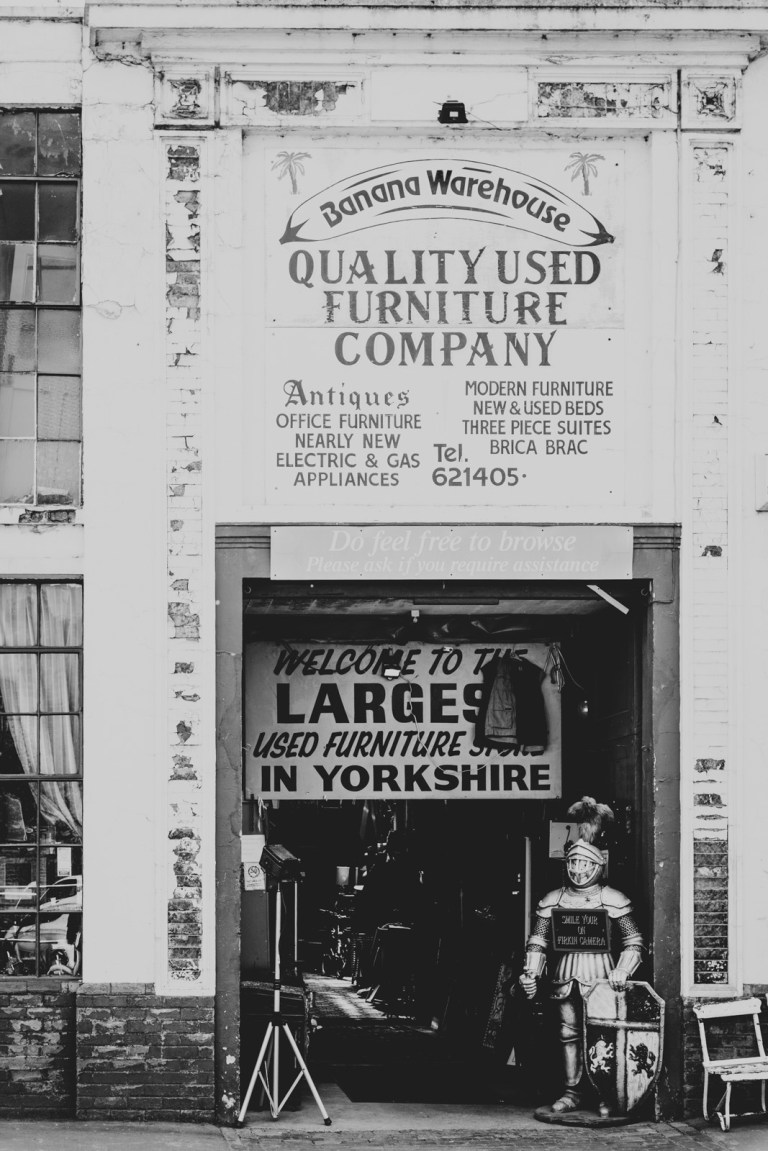 Banana Warehouse
QUALITY USED
FURNITURE
COMPANY
Antiques
OFFICE FURNITURE
NEARLY NEW
ELECTRIC & GAS
APPLIANCES
MODERN FURNITURE
NEW & USED BEDS
THREE PIECE SUITES
BRICA BRAC
Tel.
621405·
Do feel free to browse
Please ask if you require assistance
WELCOME TO THE
LARGES
USED FURNITURE
IN YORKSHIRE
SMILE YOUR
ON
FIRKIN CAMERA